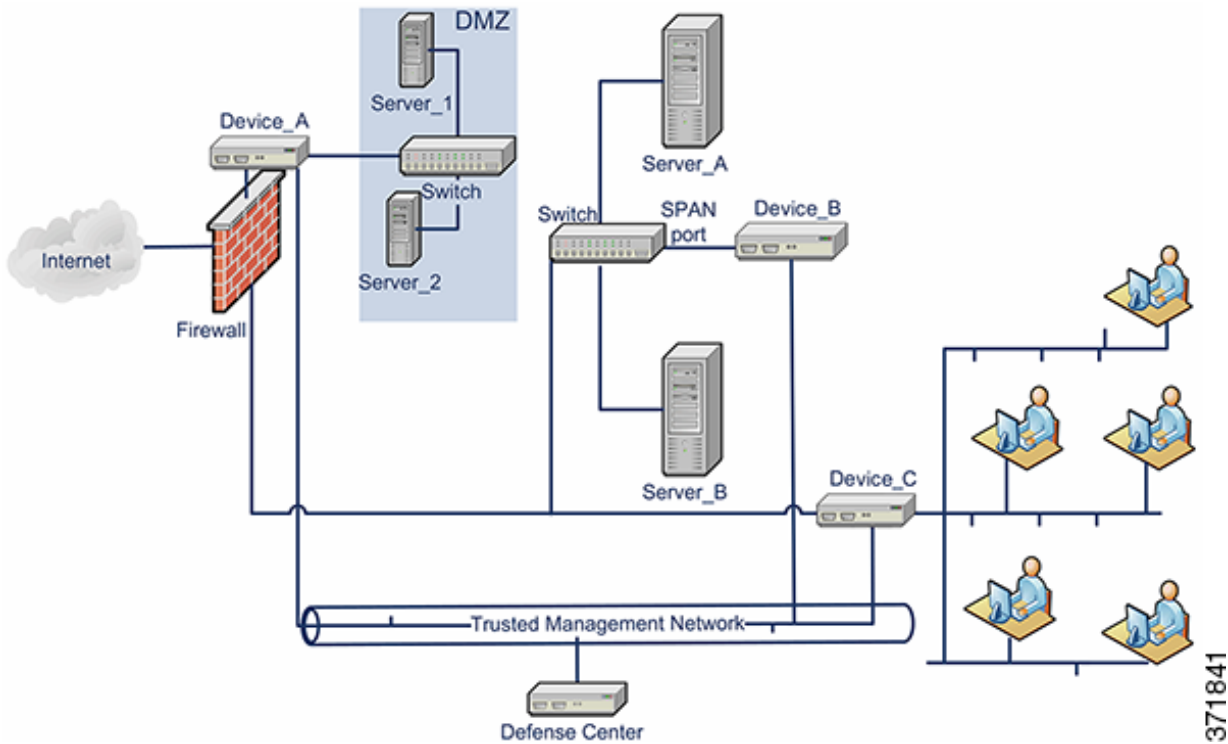 DMZ
Server_1
Device_A
Switch
Server_2
Internet
Firewall
Server_A
Switch
SPAN
port
Device_B
Server_B
Device_C
Trusted Management Network
Defense Center
371841